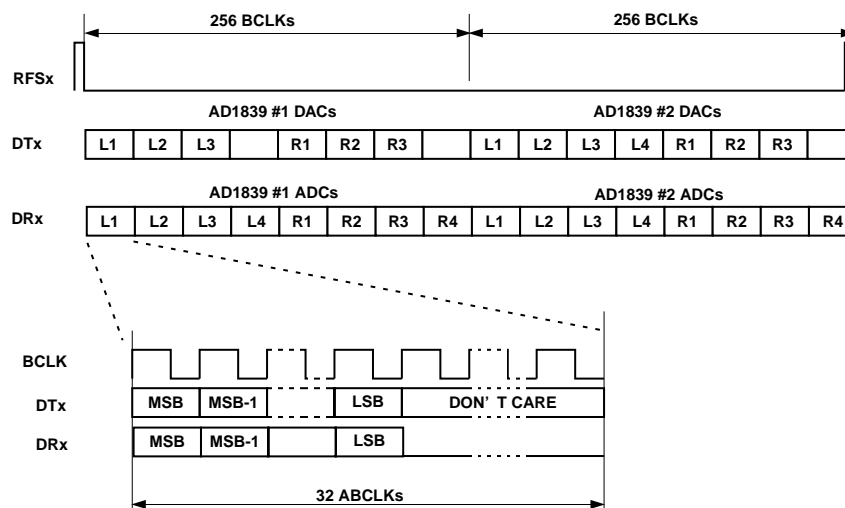 256 BCLKs 256 BCLKs
RFSx
AD1839 #1 DACs AD1839 #2 DACs
DTx L1 L2 L3 R1 R2 R3 L1 L2 L3 L4 R1 R2 R3
AD1839 #1 ADCs AD1839 #2 ADCs
DRx L1 L2 L3 L4 R1 R2 R3 R4 L1 L2 L3 L4 R1 R2 R3 R4
BCLK
DTx MSB MSB-1 LSB DON' T CARE
DRx MSB MSB-1 LSB
32 ABCLKs